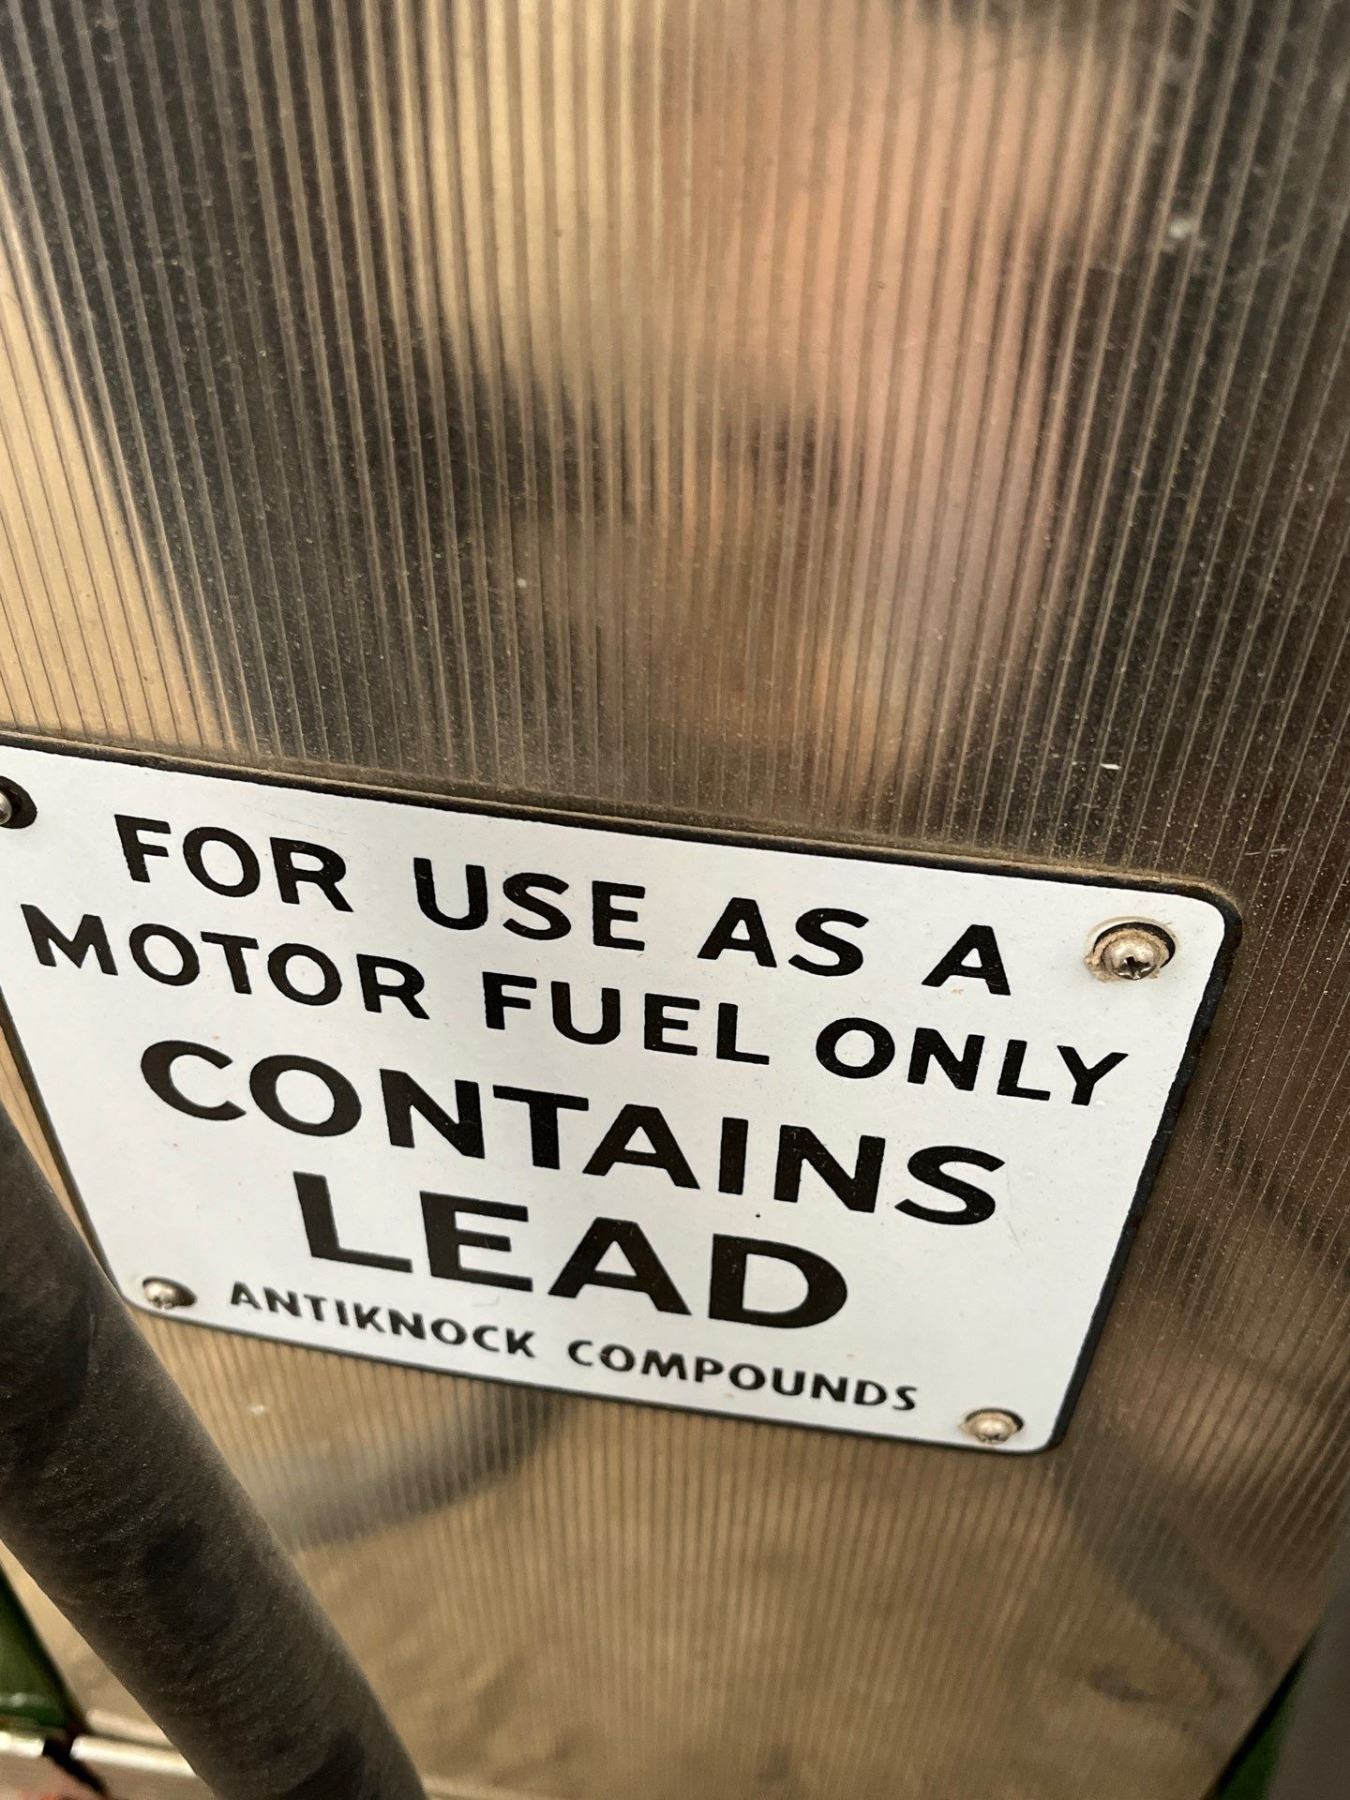 FOR USE AS A
MOTOR FUEL ONLY
CONTAINS
LEAD
ANTIKNOCK COMPOUNDS